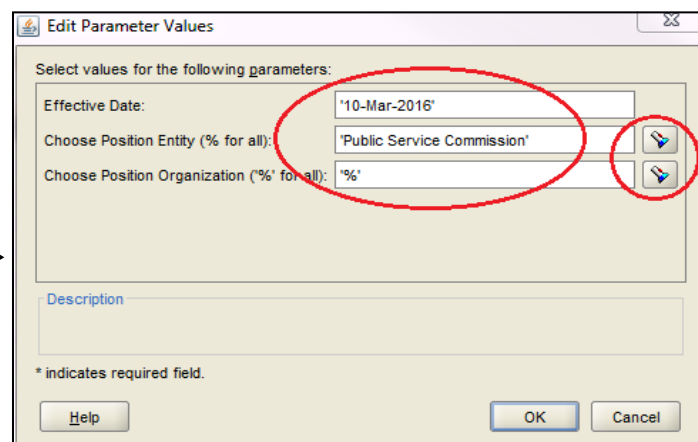 Edit Parameter Values
Select values for the following parameters:
Effective Date: '10-Mar-2016'
Choose Position Entity (% for all): 'Public Service Commission'
Choose Position Organization ('%' for all): '%'
Description
* indicates required field.
Help OK Cancel